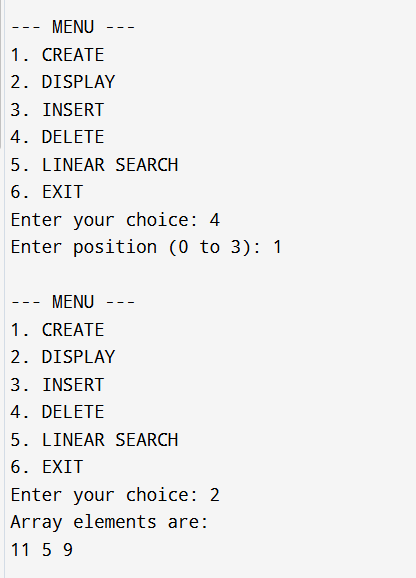 --- MENU ---
1. CREATE
2. DISPLAY
3. INSERT
4. DELETE
5. LINEAR SEARCH
6. EXIT
Enter your choice: 4
Enter position (0 to 3): 1
--- MENU ---
1. CREATE
2. DISPLAY
3. INSERT
4. DELETE
5. LINEAR SEARCH
6. EXIT
Enter your choice: 2
Array elements are:
11 5 9